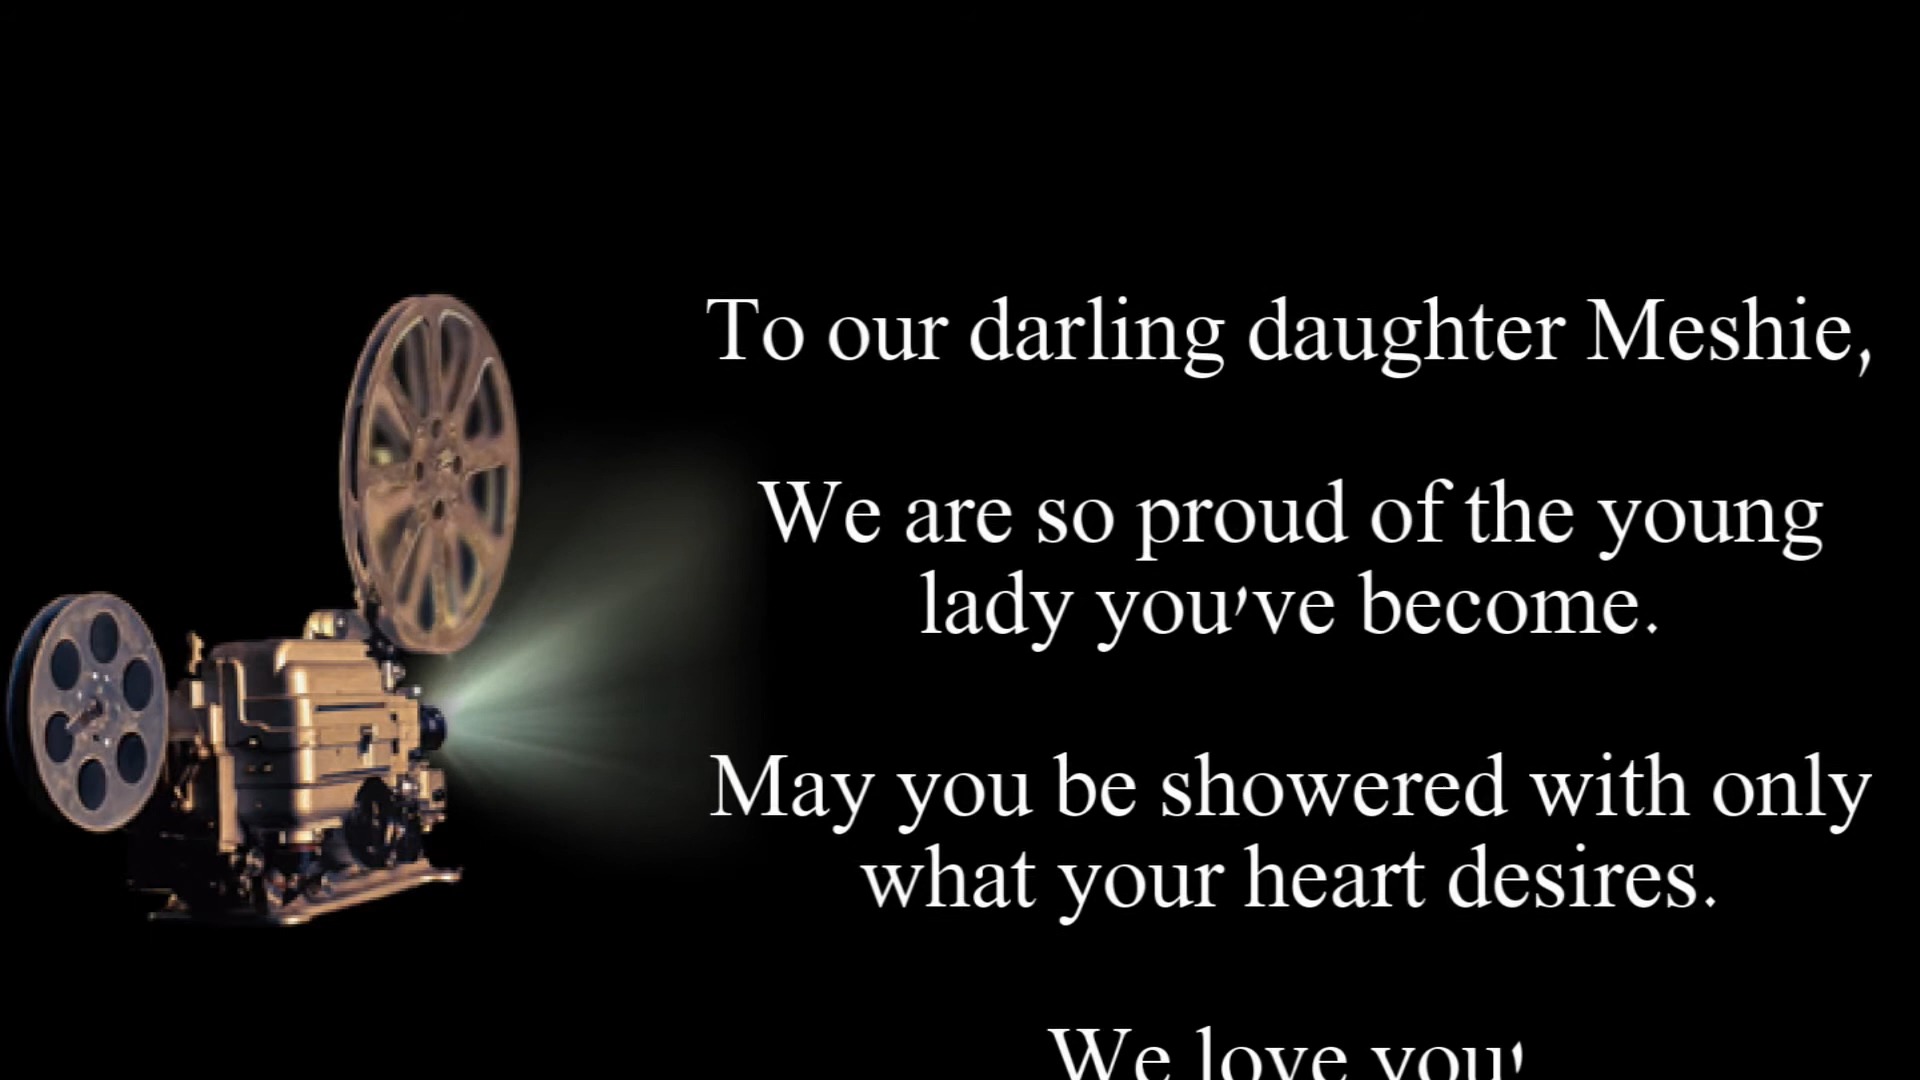 To our darling daughter Meshie,
We are so proud of the young
lady you've become.
May you be showered with only
what your heart desires.
We love you!